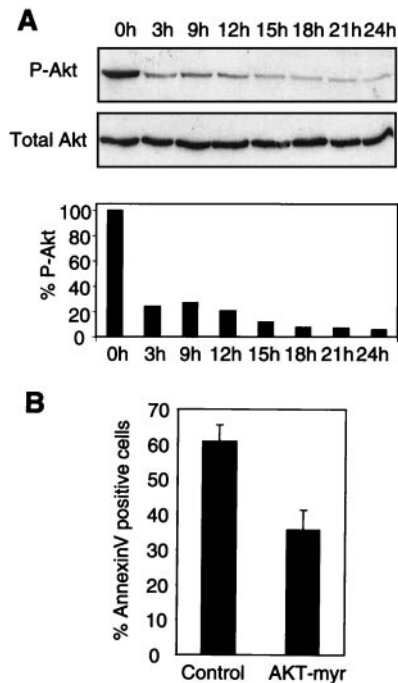 A
0h 3h 9h 12h 15h 18h 21h 24h
P-Akt
Total Akt
% P-Akt
100
80
60
40
20
0
0h 3h 9h 12h 15h 18h 21h 24h
B
% AnnexinV positive cells
70
60
50
40
30
20
10
0
Control AKT-myr